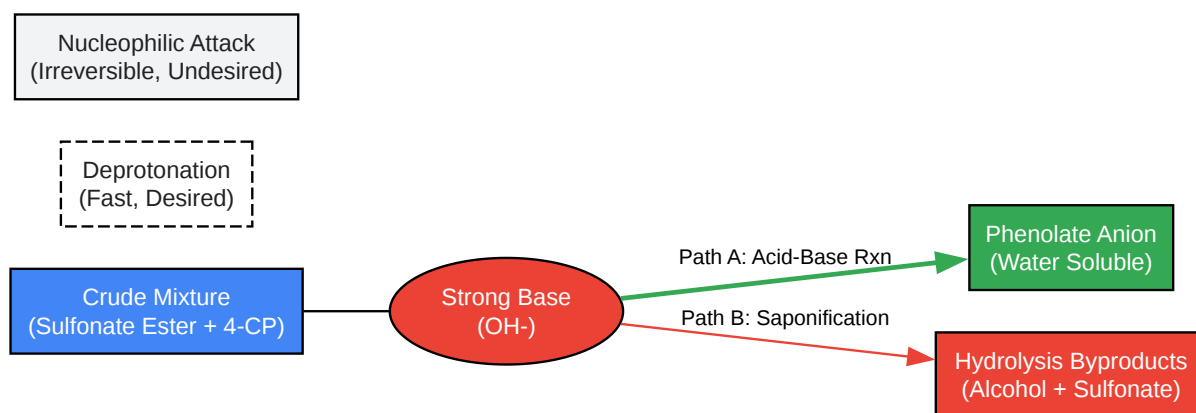 Nucleophilic Attack
(Irreversible, Undesired)
Deprotonation
(Fast, Desired)
Crude Mixture
(Sulfonate Ester + 4-CP)
Strong Base
(OH-)
Path A: Acid-Base Rxn
Path B: Saponification
Phenolate Anion
(Water Soluble)
Hydrolysis Byproducts
(Alcohol + Sulfonate)